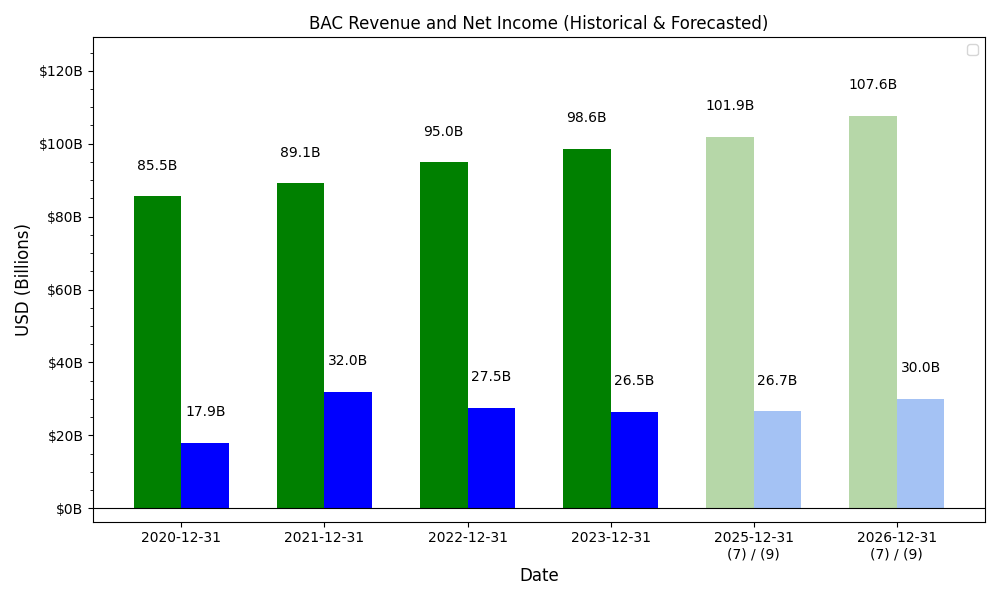 BAC Revenue and Net Income (Historical & Forecasted)
USD (Billions)
$120B
$100B
$80B
$60B
$40B
$20B
$0B
85.5B
17.9B
89.1B
32.0B
95.0B
27.5B
98.6B
26.5B
101.9B
26.7B
107.6B
30.0B
2020-12-31
2021-12-31
2022-12-31
2023-12-31
2025-12-31
(7) / (9)
2026-12-31
(7) / (9)
Date